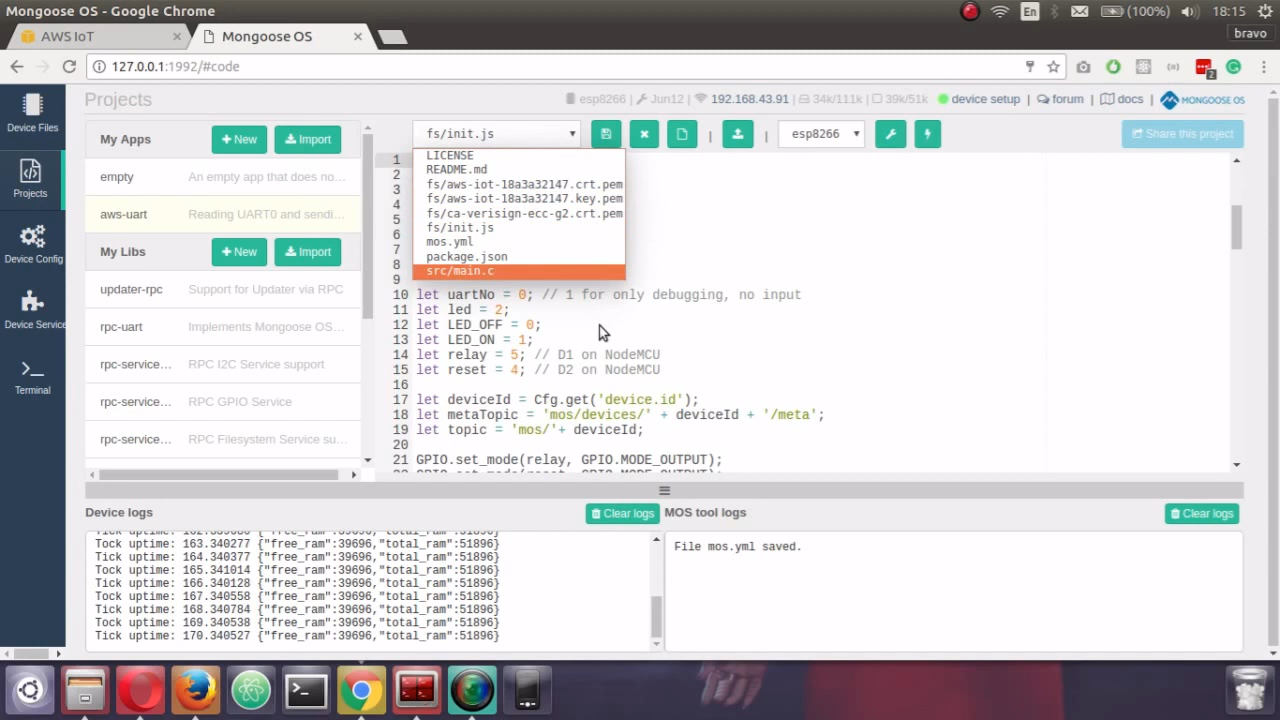 Mongoose OS - Google Chrome
En
(100%)
18:15
AWS IoT
Mongoose OS
bravo
127.0.0.1:1992/#code
2
Projects
esp8266 | Jun12 | 192.168.43.91 | 34k/111k | 39k/51k
device setup | forum | docs | MONGOOSE OS
Device Files
Projects
Device Config
Device Service
Terminal
My Apps
+ New
Import
empty An empty app that does no...
aws-uart Reading UART0 and sendi...
My Libs
+ New
Import
updater-rpc Support for Updater via RPC
rpc-uart Implements Mongoose OS...
rpc-service... RPC I2C Service support
rpc-service... RPC GPIO Service
rpc-service... RPC Filesystem Service su...
fs/init.js
|
|
esp8266
Share this project
LICENSE
README.md
fs/aws-iot-18a3a32147.crt.pem
fs/aws-iot-18a3a32147.key.pem
fs/ca-verisign-ecc-g2.crt.pem
fs/init.js
mos.yml
package.json
src/main.c
1
2
3
4
5
6
7
8
9
10 let uartNo = 0; // 1 for only debugging, no input
11 let led = 2;
12 let LED_OFF = 0;
13 let LED_ON = 1;
14 let relay = 5; // D1 on NodeMCU
15 let reset = 4; // D2 on NodeMCU
16
17 let deviceId = Cfg.get('device.id');
18 let metaTopic = 'mos/devices/' + deviceId + '/meta';
19 let topic = 'mos/'+ deviceId;
20
21 GPIO.set_mode(relay, GPIO.MODE_OUTPUT);
Device logs
Clear logs
MOS tool logs
Clear logs
Tick uptime: 163.340277 {"free_ram":39696,"total_ram":51896}
Tick uptime: 164.340377 {"free_ram":39696,"total_ram":51896}
Tick uptime: 165.341014 {"free_ram":39696,"total_ram":51896}
Tick uptime: 166.340128 {"free_ram":39696,"total_ram":51896}
Tick uptime: 167.340558 {"free_ram":39696,"total_ram":51896}
Tick uptime: 168.340784 {"free_ram":39696,"total_ram":51896}
Tick uptime: 169.340538 {"free_ram":39696,"total_ram":51896}
Tick uptime: 170.340527 {"free_ram":39696,"total_ram":51896}
File mos.yml saved.